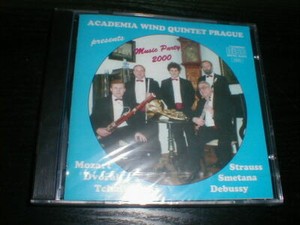 ACADEMIA WIND QUINTET PRAGUE
presents
Music Party
2000
Mozart
Strauss
Smetana
Debussy